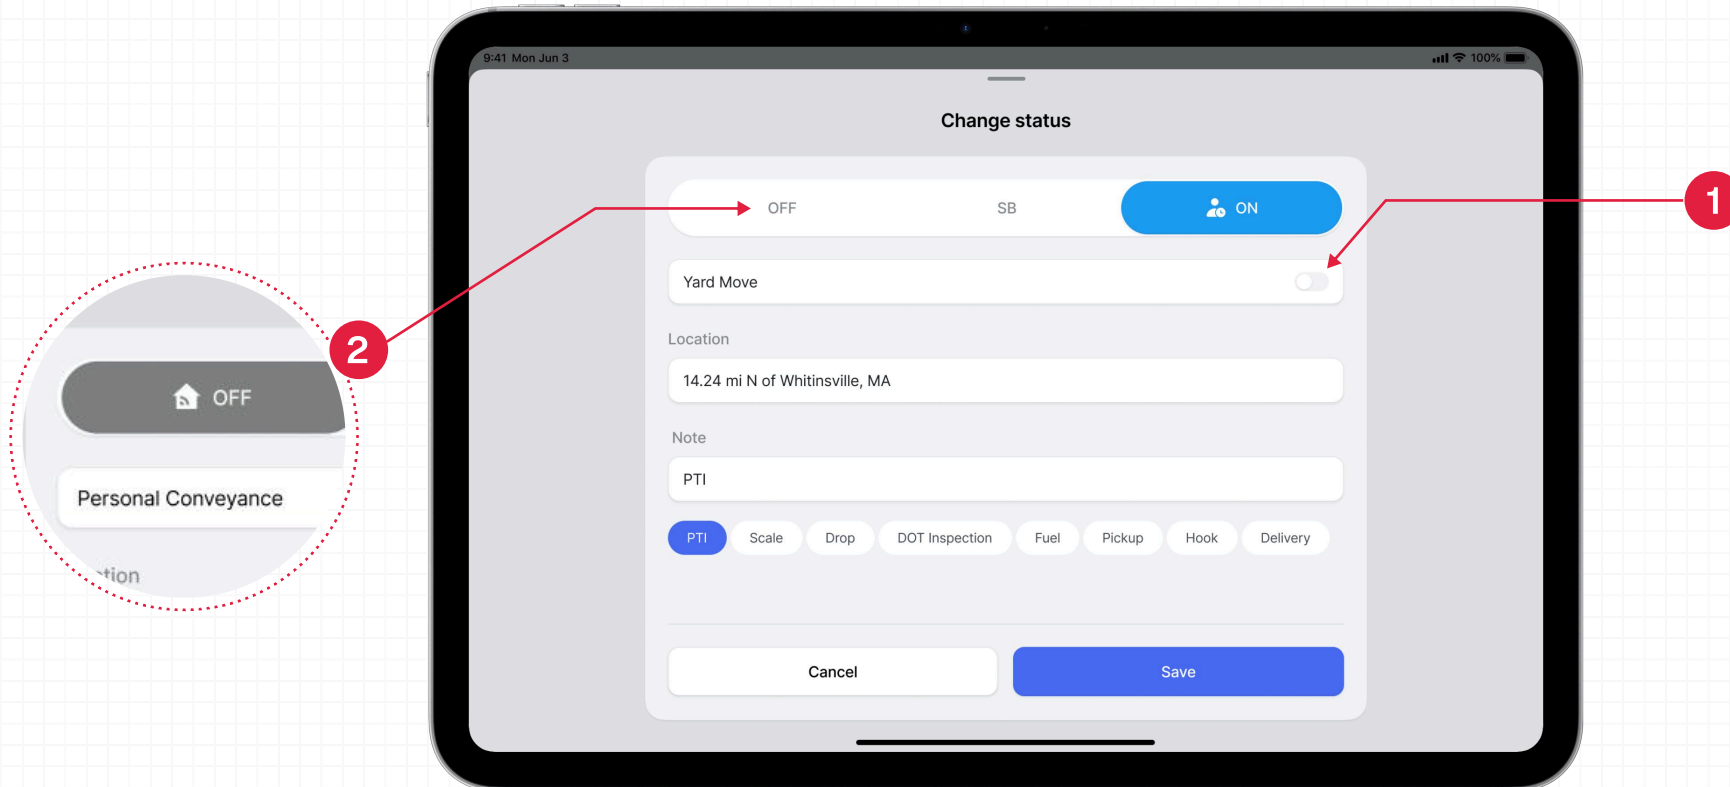 9:41 Mon Jun 3
100%
Change status
OFF
SB
ON
1
Yard Move
Location
14.24 mi N of Whitinsville, MA
Note
PTI
PTI
Scale
Drop
DOT Inspection
Fuel
Pickup
Hook
Delivery
Cancel
Save
2
OFF
Personal Conveyance
ation